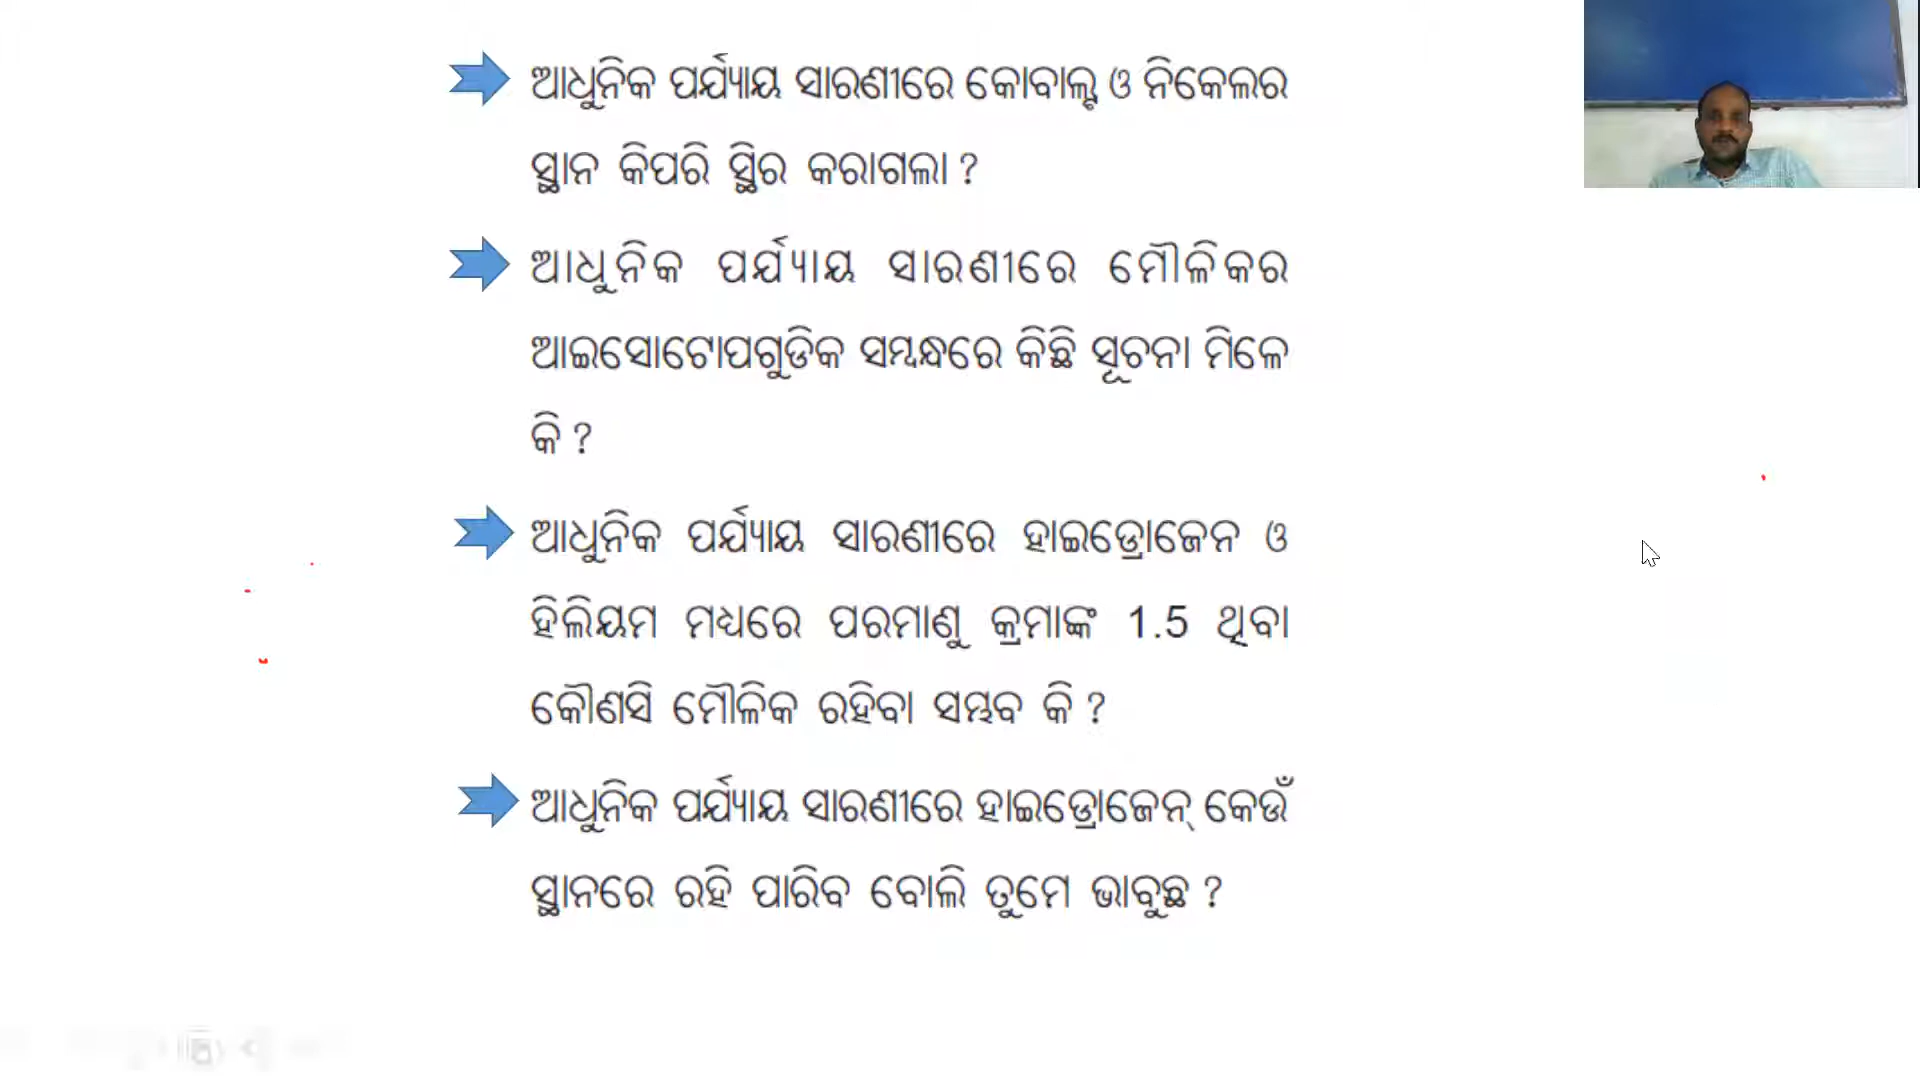 ଆଧୁନିକ ପର୍ଯ୍ୟାୟ ସାରଣୀରେ କୋବାଲ୍ଟ ଓ ନିକେଲର
ସ୍ଥାନ କିପରି ସ୍ଥିର କରାଗଲା ?
ଆଧୁନିକ ପର୍ଯ୍ୟାୟ ସାରଣୀରେ ମୌଳିକର
ଆଇସୋଟୋପଗୁଡିକ ସମ୍ବନ୍ଧରେ କିଛି ସୂଚନା ମିଳେ
କି ?
ଆଧୁନିକ ପର୍ଯ୍ୟାୟ ସାରଣୀରେ ହାଇଡ୍ରୋଜେନ ଓ
ହିଲିୟମ ମଧ୍ୟରେ ପରମାଣୁ କ୍ରମାଙ୍କ 1.5 ଥିବା
କୌଣସି ମୌଳିକ ରହିବା ସମ୍ଭବ କି ?
ଆଧୁନିକ ପର୍ଯ୍ୟାୟ ସାରଣୀରେ ହାଇଡ୍ରୋଜେନ୍ କେଉଁ
ସ୍ଥାନରେ ରହି ପାରିବ ବୋଲି ତୁମେ ଭାବୁଛ ?